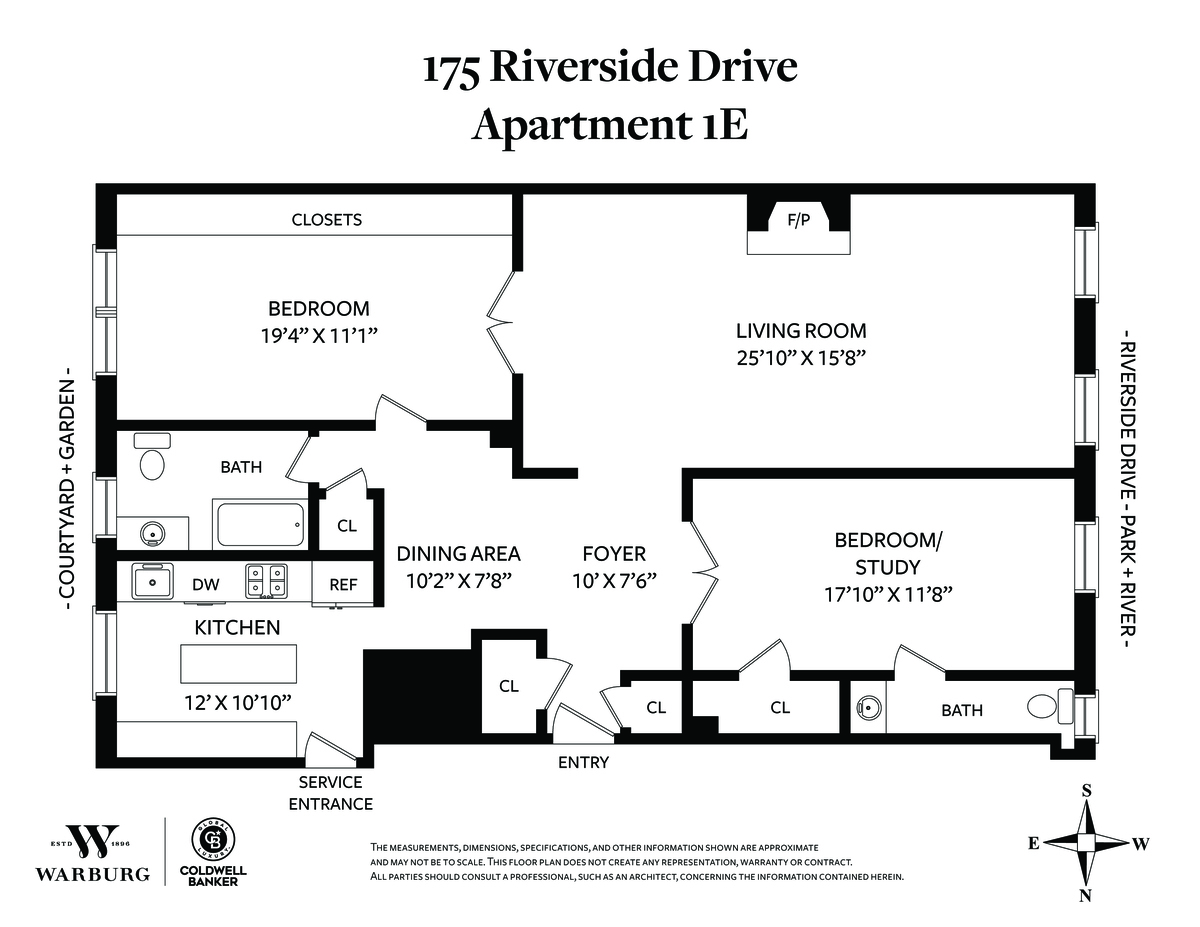 175 Riverside Drive
Apartment 1E
CLOSETS
F/P
BEDROOM
19’4” X 11’1”
LIVING ROOM
25’10” X 15’8”
- COURTYARD + GARDEN -
- RIVERSIDE DRIVE - PARK + RIVER -
BATH
CL
DINING AREA
10’2” X 7’8”
FOYER
10’ X 7’6”
BEDROOM/
STUDY
17’10” X 11’8”
DW
REF
KITCHEN
12’ X 10’10”
CL
CL
CL
BATH
ENTRY
SERVICE
ENTRANCE
S
E
W
N
ESTD W 1896
WARBURG
GLOBAL
CB
LUXURY
COLDWELL
BANKER
THE MEASUREMENTS, DIMENSIONS, SPECIFICATIONS, AND OTHER INFORMATION SHOWN ARE APPROXIMATE
AND MAY NOT BE TO SCALE. THIS FLOOR PLAN DOES NOT CREATE ANY REPRESENTATION, WARRANTY OR CONTRACT.
ALL PARTIES SHOULD CONSULT A PROFESSIONAL, SUCH AS AN ARCHITECT, CONCERNING THE INFORMATION CONTAINED HEREIN.